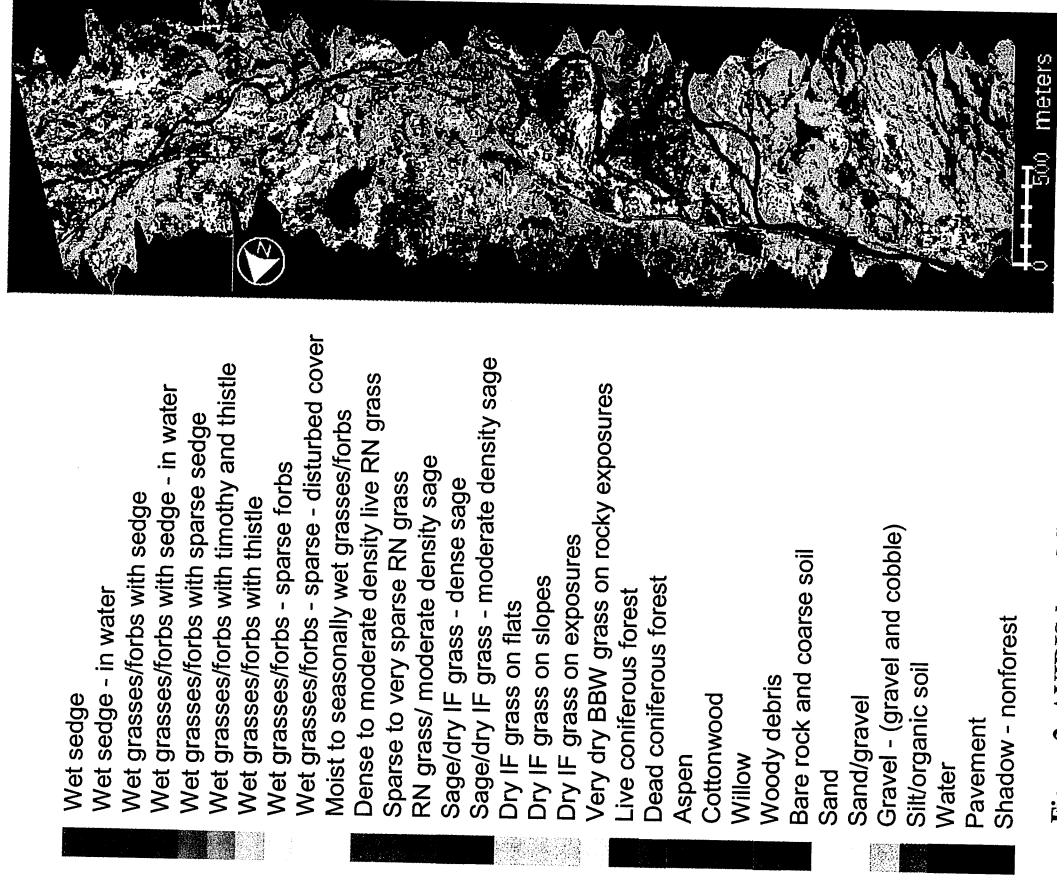 Wet sedge
Wet sedge - in water
Wet grasses/forbs with sedge
Wet grasses/forbs with sedge - in water
Wet grasses/forbs with sparse sedge
Wet grasses/forbs with timothy and thistle
Wet grasses/forbs with thistle
Wet grasses/forbs - sparse forbs
Wet grasses/forbs - sparse - disturbed cover
Moist to seasonally wet grasses/forbs
Dense to moderate density live RN grass
Sparse to very sparse RN grass
RN grass/ moderate density sage
Sage/dry IF grass - dense sage
Sage/dry IF grass - moderate density sage
Dry IF grass on flats
Dry IF grass on slopes
Dry IF grass on exposures
Very dry BBW grass on rocky exposures
Live coniferous forest
Dead coniferous forest
Aspen
Cottonwood
Willow
Woody debris
Bare rock and coarse soil
Sand
Sand/gravel
Gravel - (gravel and cobble)
Silt/organic soil
Water
Pavement
Shadow - nonforest
N
0 500 meters